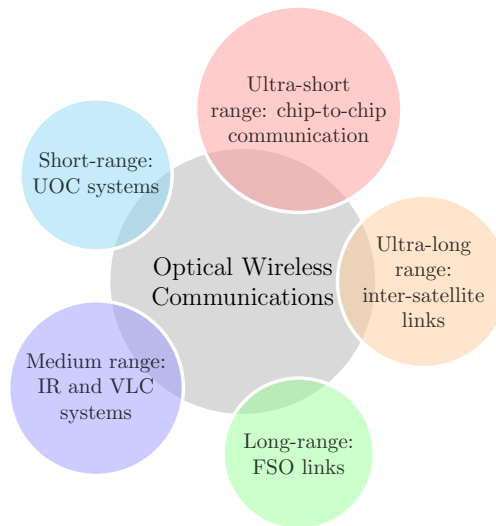 Ultra-short
range: chip-to-chip
communication
Short-range:
UOC systems
Ultra-long
range:
inter-satellite
links
Optical Wireless
Communications
Medium range:
IR and VLC
systems
Long-range:
FSO links